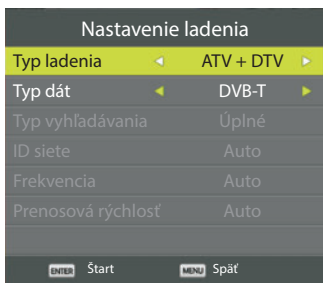 Nastavenie ladenia
Typ ladenia ATV + DTV
Typ dát DVB-T
Typ vyhľadávania Úplné
ID siete Auto
Frekvencia Auto
Prenosová rýchlosť Auto
ENTER Štart MENU Späť